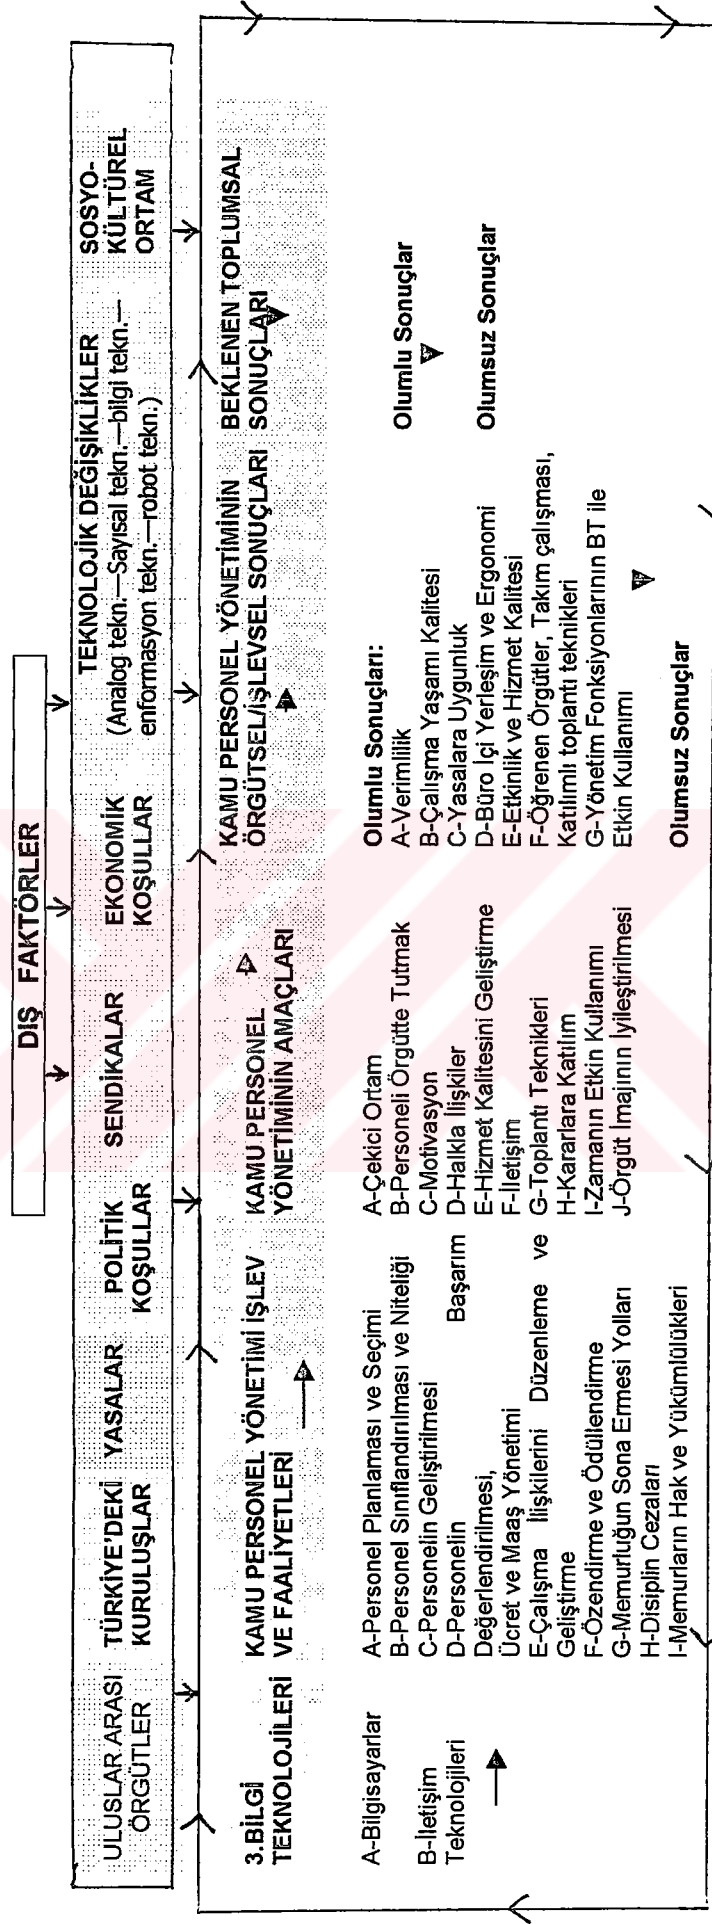 DIŞ FAKTÖRLER
ULUSLAR ARASI
ÖRGÜTLER
TÜRKİYE'DEKİ
KURULUŞLAR
YASALAR
POLİTİK
KOŞULLAR
SENDİKALAR
EKONOMİK
KOŞULLAR
TEKNOLOJİK DEĞİŞİKLİKLER
(Analog tekn.—Sayısal tekn.—bilgi tekn.—
enformasyon tekn.—robot tekn.)
SOSYO-
KÜLTÜREL
ORTAM
3.BİLGİ
TEKNOLOJİLERİ
A-Bilgisayarlar
B-İletişim
Teknolojileri
KAMU PERSONEL YÖNETİMİ İŞLEV
VE FAALİYETLERİ
A-Personel Planlaması ve Seçimi
B-Personel Sınıflandırılması ve Niteliği
C-Personelin Geliştirilmesi
D-Personelin Başarım
Değerlendirilmesi,
Ücret ve Maaş Yönetimi
E-Çalışma İlişkilerini Düzenleme ve
Geliştirme
F-Özendirme ve Ödüllendirme
G-Memurluğun Sona Ermesi Yolları
H-Disiplin Cezaları
I-Memurların Hak ve Yükümlülükleri
KAMU PERSONEL
YÖNETİMİNİN AMAÇLARI
A-Çekici Ortam
B-Personeli Örgütte Tutmak
C-Motivasyon
D-Halkla İlişkiler
E-Hizmet Kalitesini Geliştirme
F-İletişim
G-Toplantı Teknikleri
H-Kararlara Katılım
I-Zamanın Etkin Kullanımı
J-Örgüt İmajının İyileştirilmesi
KAMU PERSONEL YÖNETİMİNİN
ÖRGÜTSEL/İŞLEVSEL SONUÇLARI
Olumlu Sonuçları:
A-Verimlilik
B-Çalışma Yaşamı Kalitesi
C-Yasalara Uygunluk
D-Büro İçi Yerleşim ve Ergonomi
E-Etkinlik ve Hizmet Kalitesi
F-Öğrenen Örgütler, Takım çalışması,
Katılımlı toplantı teknikleri
G-Yönetim Fonksiyonlarının BT ile
Etkin Kullanımı
Olumsuz Sonuçlar
BEKLENEN TOPLUMSAL
SONUÇLARI
Olumlu Sonuçlar
Olumsuz Sonuçlar